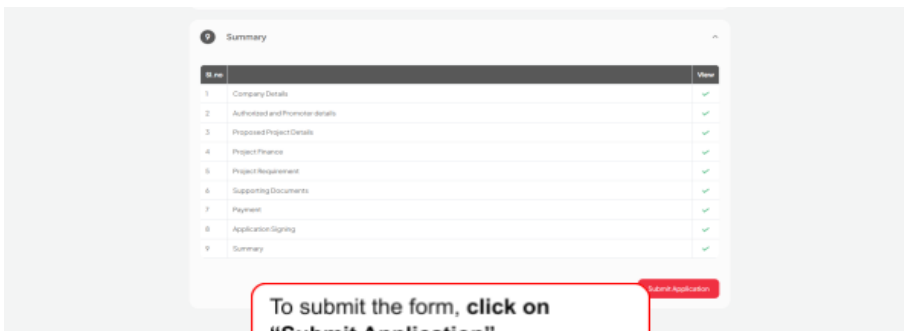 9 Summary
Sl.no View
1 Company Details
2 Authorized and Promoter details
3 Proposed Project Details
4 Project Finance
5 Project Requirement
6 Supporting Documents
7 Payment
8 Application Signing
9 Summary
Submit Application
To submit the form, click on
"Submit Application"